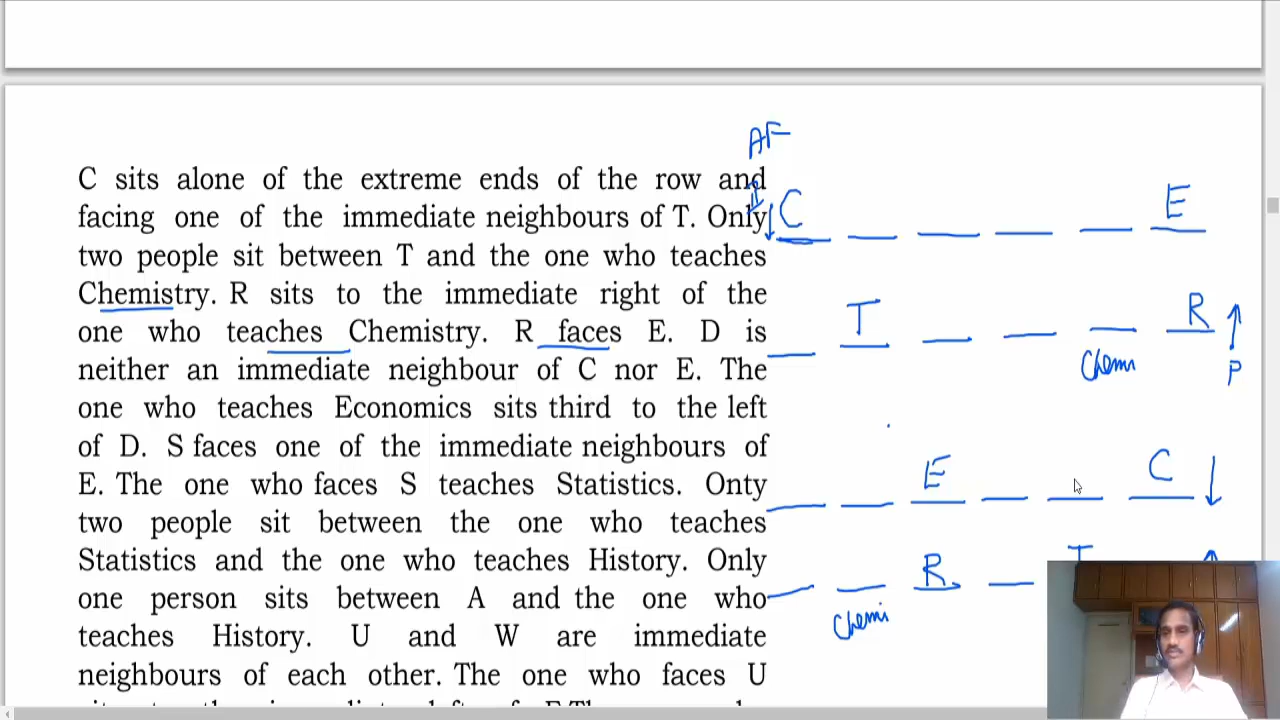 AF
C sits alone of the extreme ends of the row and
facing one of the immediate neighbours of T. Only
two people sit between T and the one who teaches
Chemistry. R sits to the immediate right of the
one who teaches Chemistry. R faces E. D is
neither an immediate neighbour of C nor E. The
one who teaches Economics sits third to the left
of D. S faces one of the immediate neighbours of
E. The one who faces S teaches Statistics. Onty
two people sit between the one who teaches
Statistics and the one who teaches History. Only
one person sits between A and the one who
teaches History. U and W are immediate
neighbours of each other. The one who faces U
C E
T R
Chemi P
E C
R
Chemi